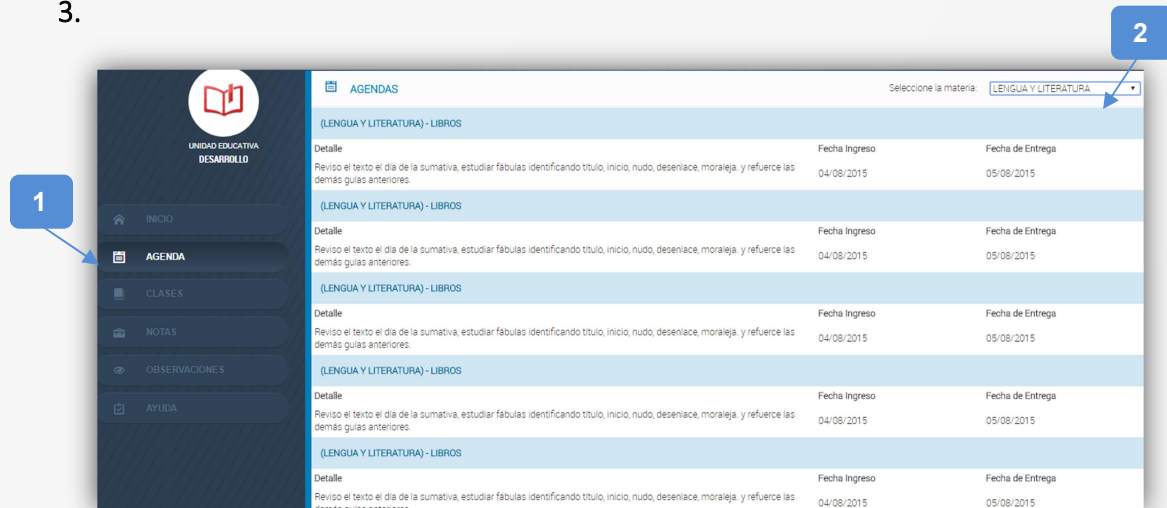 3.
2
1
UNIDAD EDUCATIVA
DESARROLLO
INICIO
AGENDA
CLASES
NOTAS
OBSERVACIONES
AYUDA
AGENDAS
Seleccione la materia: LENGUA Y LITERATURA
(LENGUA Y LITERATURA) - LIBROS
Detalle Fecha Ingreso Fecha de Entrega
Reviso el texto el día de la sumativa, estudiar fábulas identificando título, inicio, nudo, desenlace, moraleja. y refuerce las
demás guías anteriores.
04/08/2015 05/08/2015
(LENGUA Y LITERATURA) - LIBROS
Detalle Fecha Ingreso Fecha de Entrega
Reviso el texto el día de la sumativa, estudiar fábulas identificando título, inicio, nudo, desenlace, moraleja. y refuerce las
demás guías anteriores.
04/08/2015 05/08/2015
(LENGUA Y LITERATURA) - LIBROS
Detalle Fecha Ingreso Fecha de Entrega
Reviso el texto el día de la sumativa, estudiar fábulas identificando título, inicio, nudo, desenlace, moraleja. y refuerce las
demás guías anteriores.
04/08/2015 05/08/2015
(LENGUA Y LITERATURA) - LIBROS
Detalle Fecha Ingreso Fecha de Entrega
Reviso el texto el día de la sumativa, estudiar fábulas identificando título, inicio, nudo, desenlace, moraleja. y refuerce las
demás guías anteriores.
04/08/2015 05/08/2015
(LENGUA Y LITERATURA) - LIBROS
Detalle Fecha Ingreso Fecha de Entrega
Reviso el texto el día de la sumativa, estudiar fábulas identificando título, inicio, nudo, desenlace, moraleja. y refuerce las
04/08/2015 05/08/2015